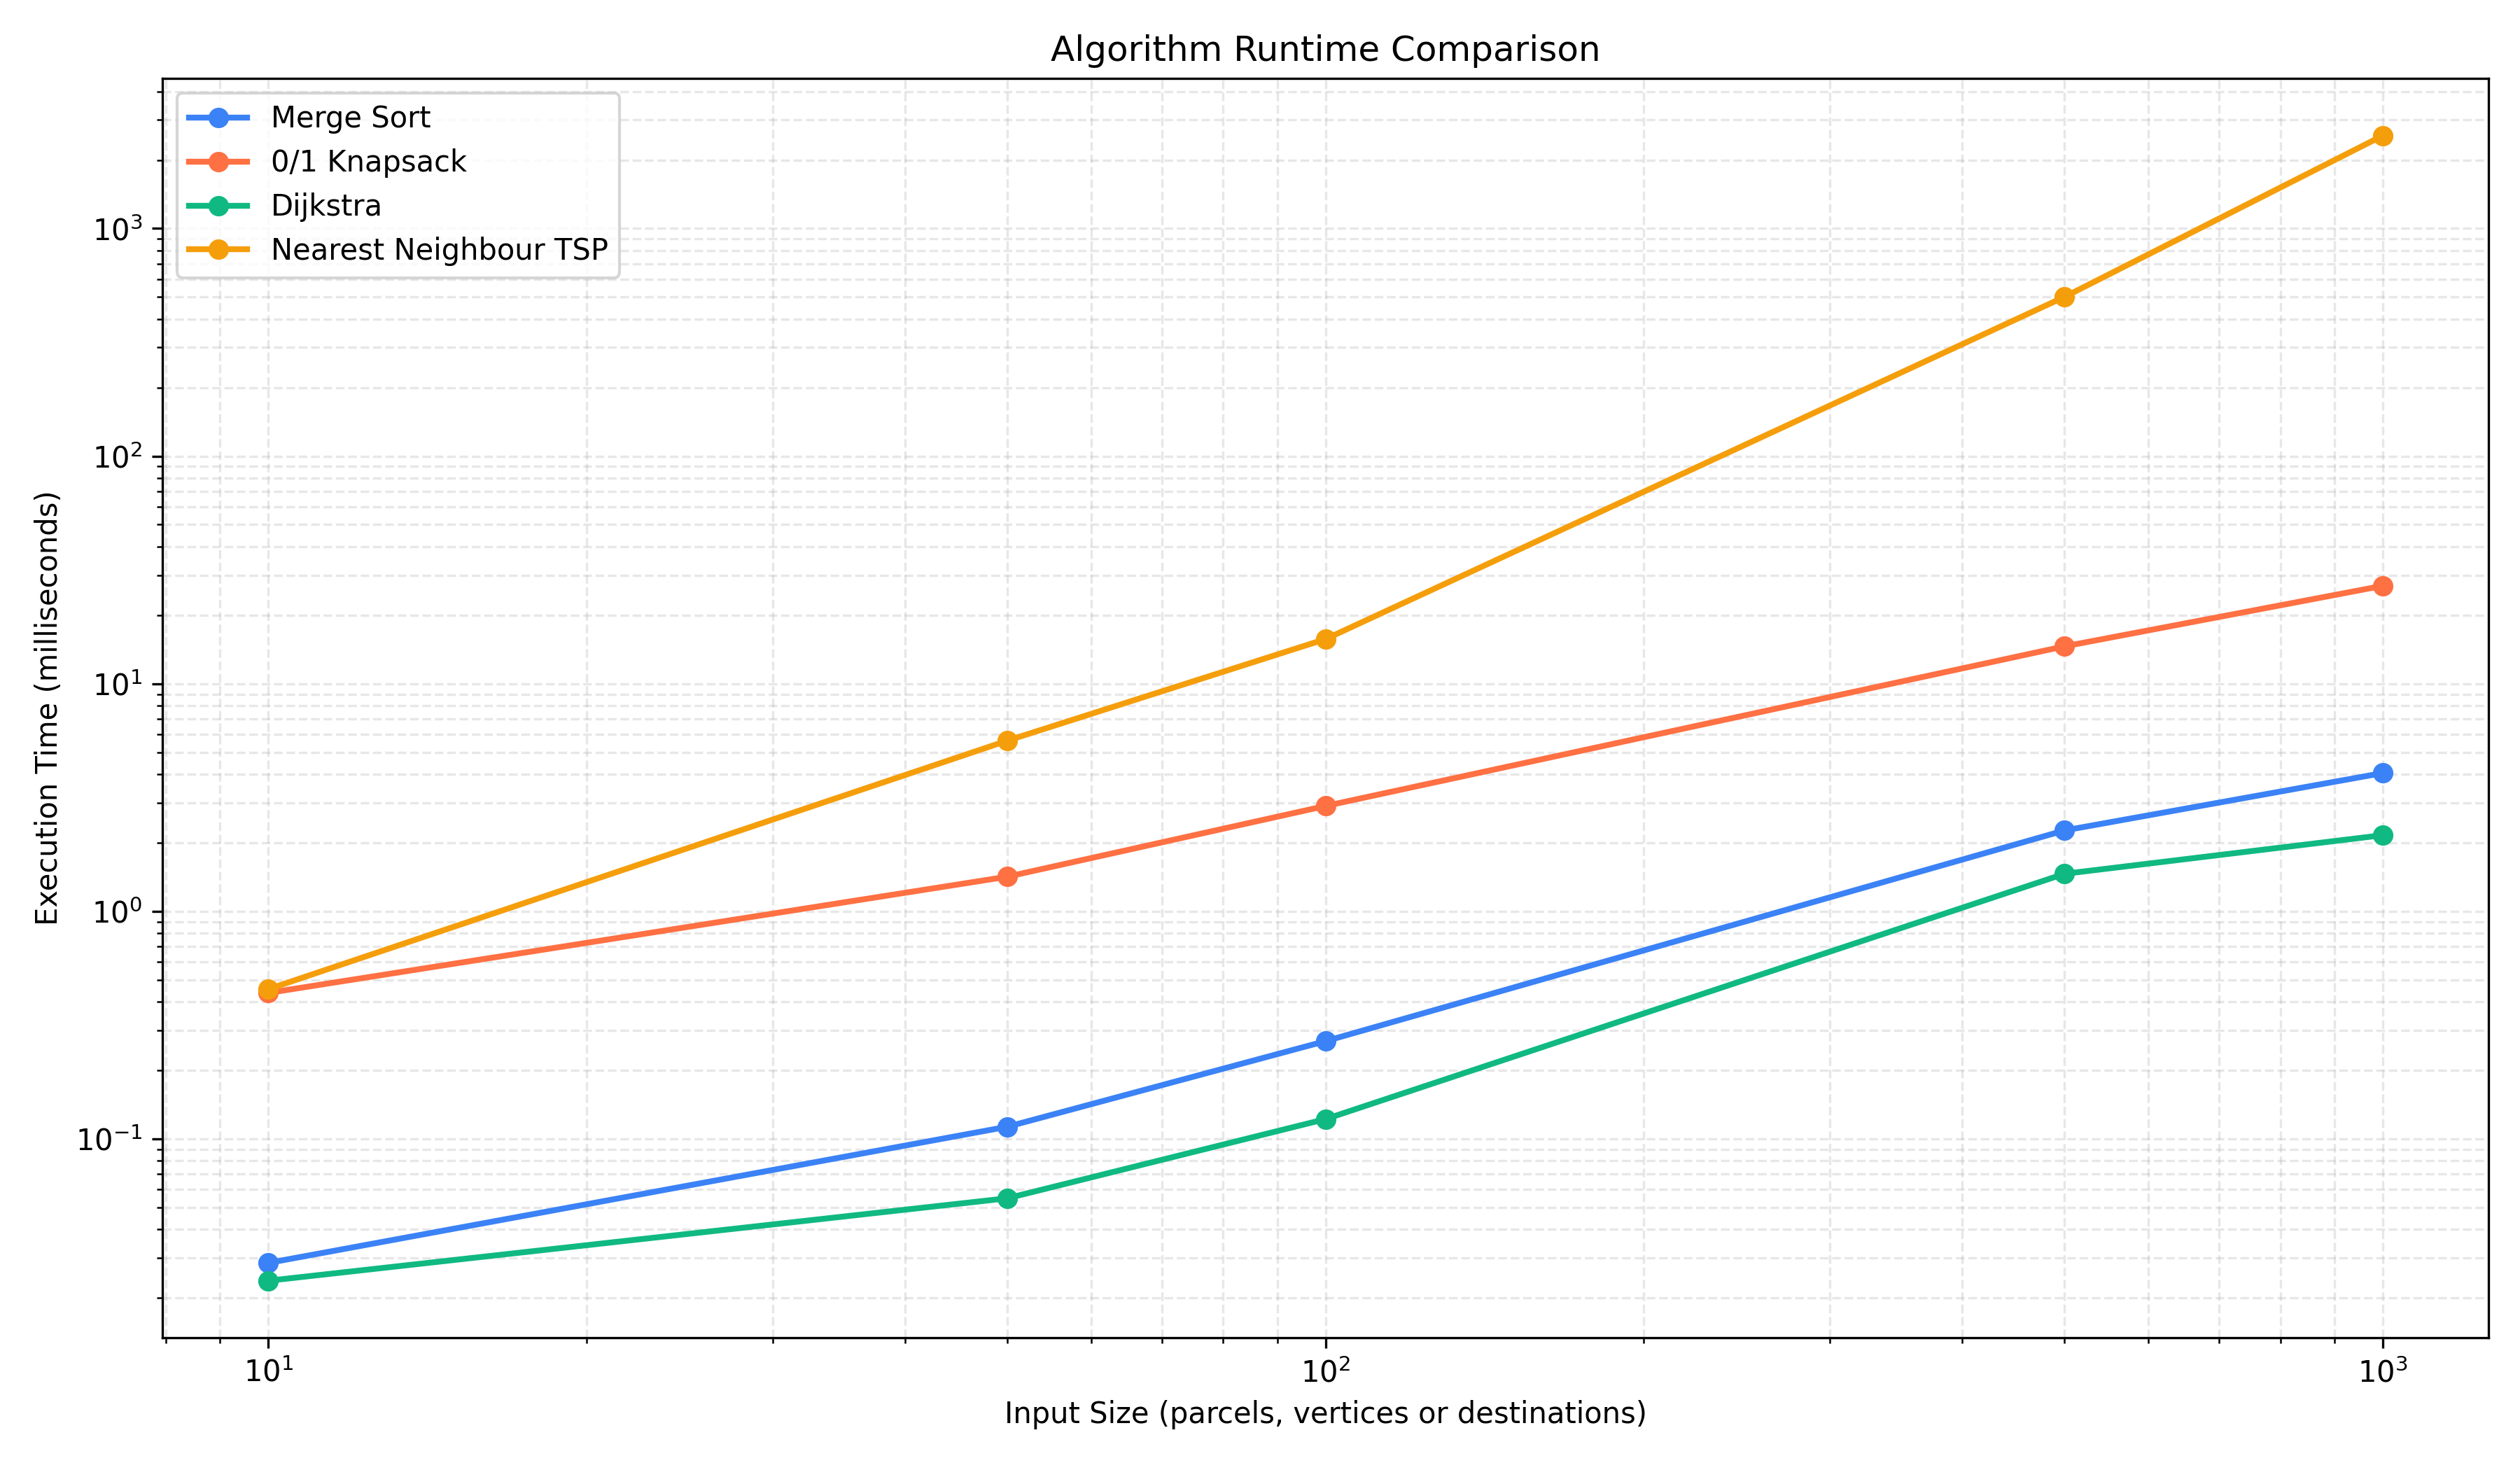 Algorithm Runtime Comparison
Merge Sort
0/1 Knapsack
Dijkstra
Nearest Neighbour TSP
Execution Time (milliseconds)
10³
10²
10¹
10⁰
10⁻¹
10¹
10²
10³
Input Size (parcels, vertices or destinations)